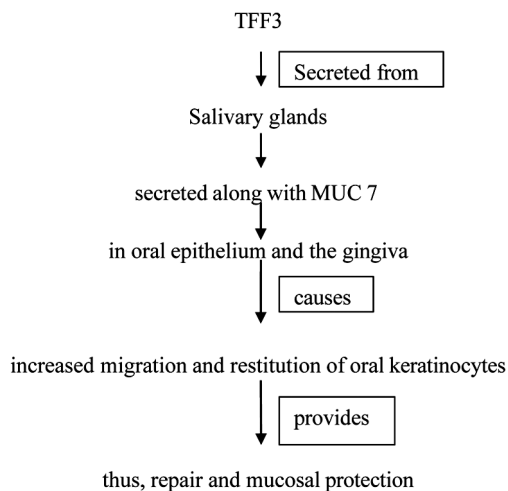 TFF3
Secreted from
Salivary glands
secreted along with MUC 7
in oral epithelium and the gingiva
causes
increased migration and restitution of oral keratinocytes
provides
thus, repair and mucosal protection